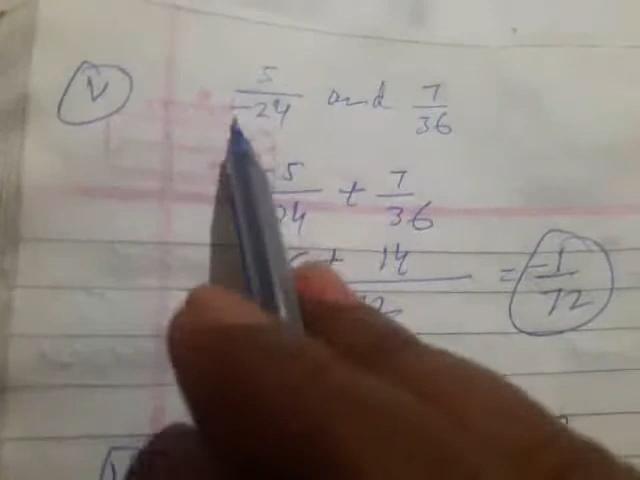 V 5/-24 and 7/36
5/24 + 7/36
+ 14 = -1/72